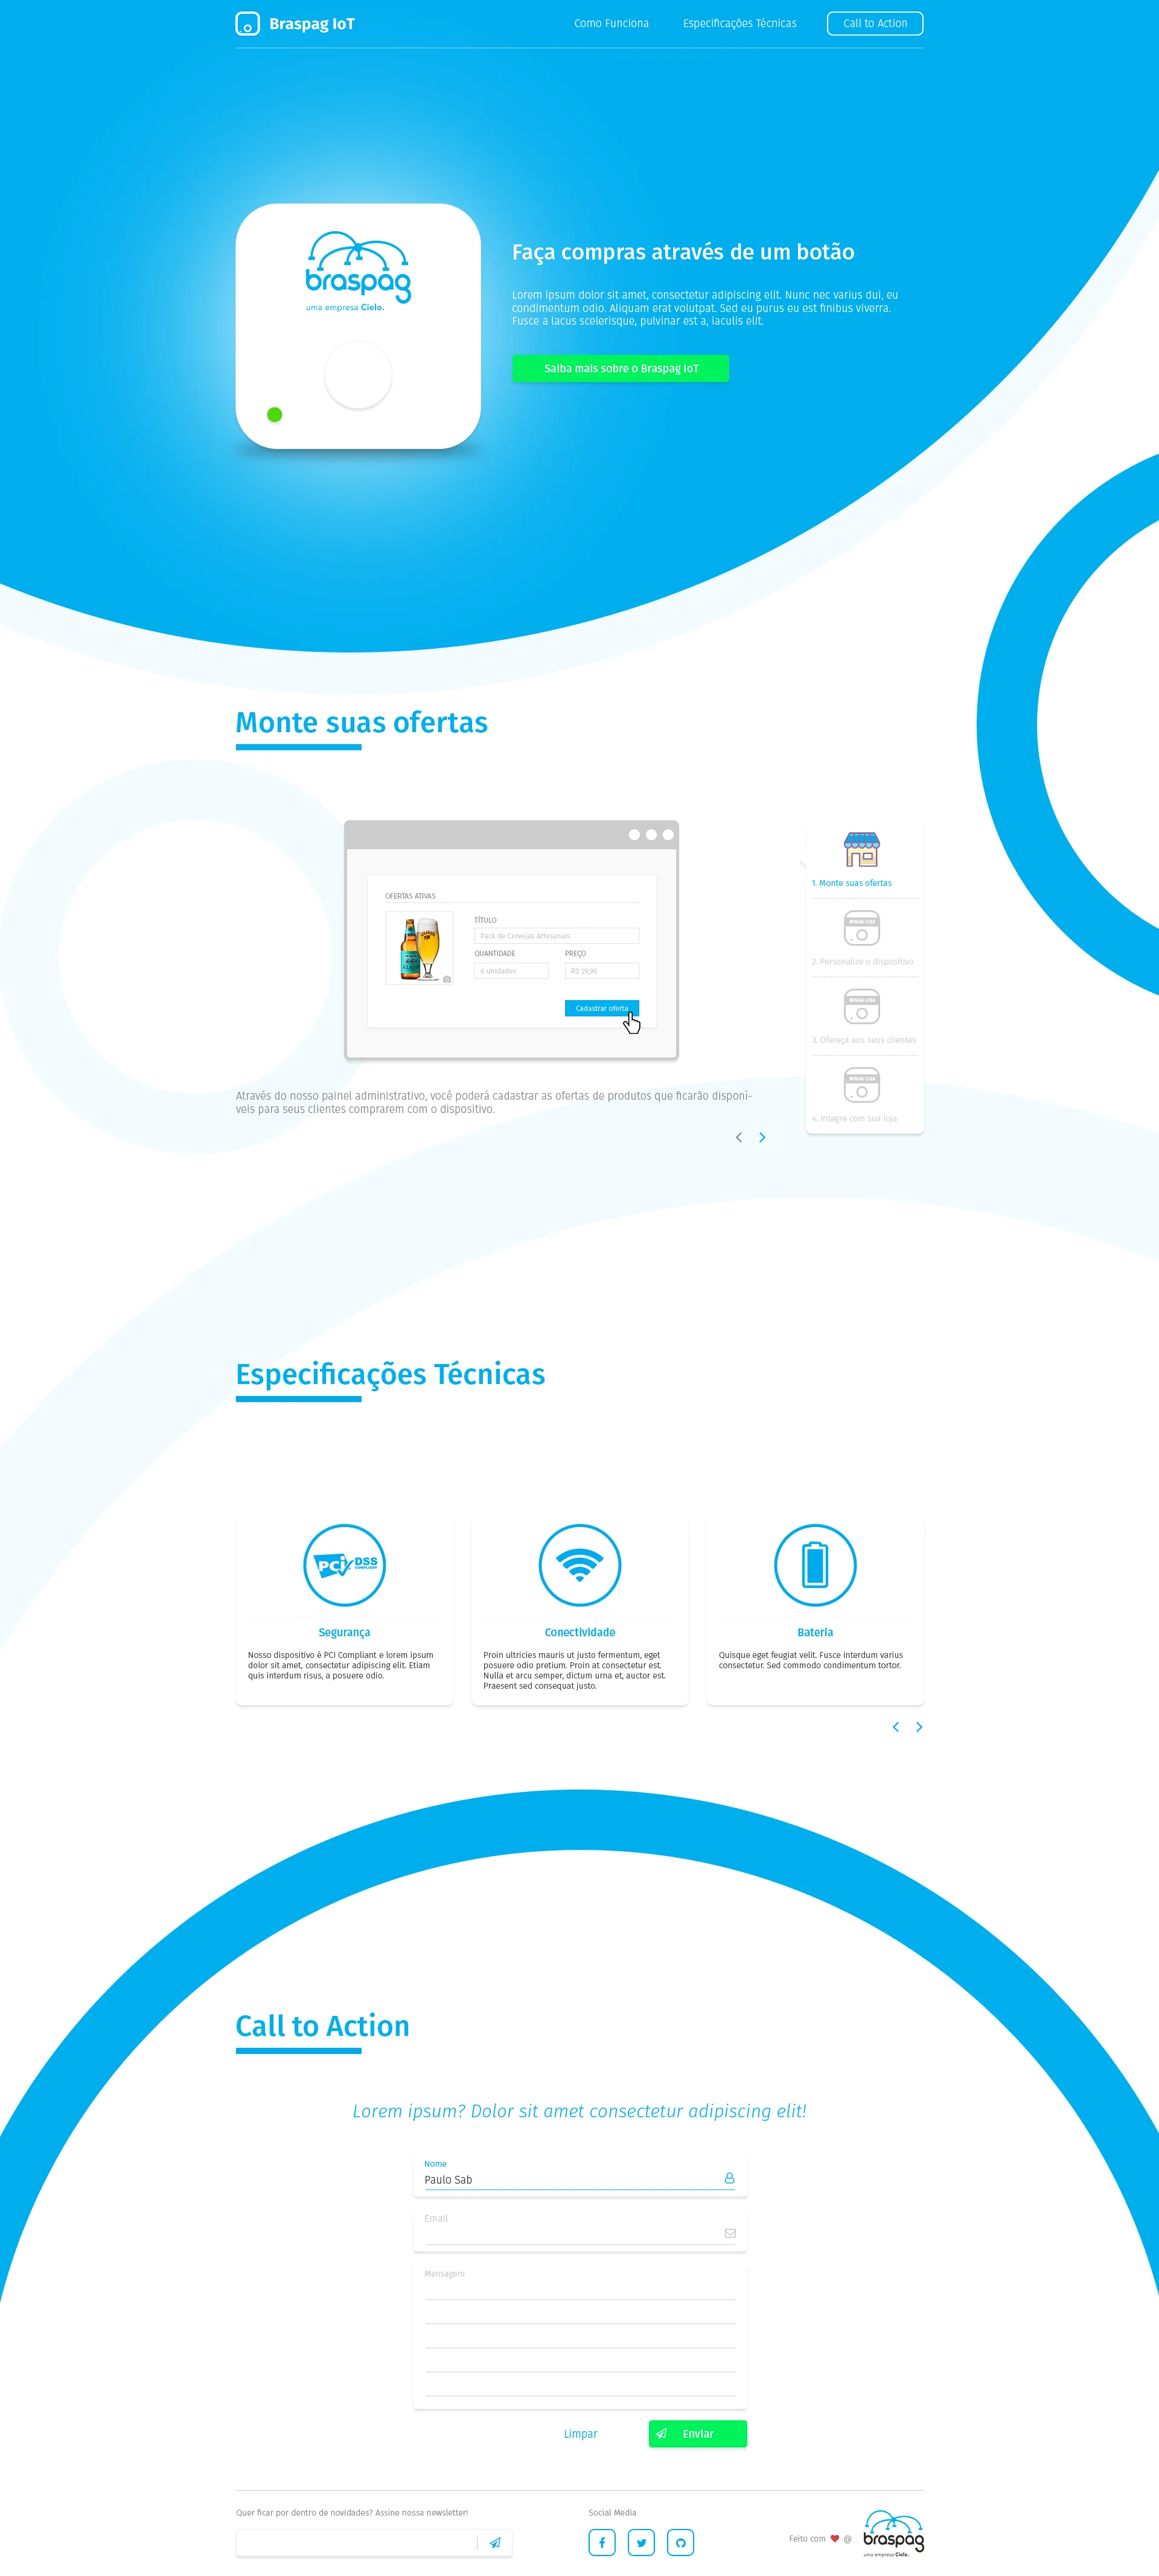 Braspag IoT
Como Funciona
Especificações Técnicas
Call to Action
braspag
uma empresa Cielo.
Faça compras através de um botão
Lorem ipsum dolor sit amet, consectetur adipiscing elit. Nunc nec varius dui, eu
condimentum odio. Aliquam erat volutpat. Sed eu purus eu est finibus viverra.
Fusce a lacus scelerisque, pulvinar est a, iaculis elit.
Saiba mais sobre o Braspag IoT
Monte suas ofertas
OFERTAS ATIVAS
TÍTULO
Pack de Cervejas Artesanais
QUANTIDADE
PREÇO
6 unidades
R$ 29,90
Cadastrar oferta
Através do nosso painel administrativo, você poderá cadastrar as ofertas de produtos que ficarão disponí-
veis para seus clientes comprarem com o dispositivo.
1. Monte suas ofertas
MINHA LOJA
2. Personalize o dispositivo
MINHA LOJA
3. Ofereça aos seus clientes
MINHA LOJA
4. Integre com sua loja
Especificações Técnicas
PCI DSS
COMPLIANT
Segurança
Nosso dispositivo é PCI Compliant e lorem ipsum
dolor sit amet, consectetur adipiscing elit. Etiam
quis interdum risus, a posuere odio.
Conectividade
Proin ultricies mauris ut justo fermentum, eget
posuere odio pretium. Proin at consectetur est.
Nulla et arcu semper, dictum urna et, auctor est.
Praesent sed consequat justo.
Bateria
Quisque eget feugiat velit. Fusce interdum varius
consectetur. Sed commodo condimentum tortor.
Call to Action
Lorem ipsum? Dolor sit amet consectetur adipiscing elit!
Nome
Paulo Sab
Email
Mensagem
Limpar
Enviar
Quer ficar por dentro de novidades? Assine nossa newsletter!
Social Media
Feito com
@
braspag
uma empresa Cielo.